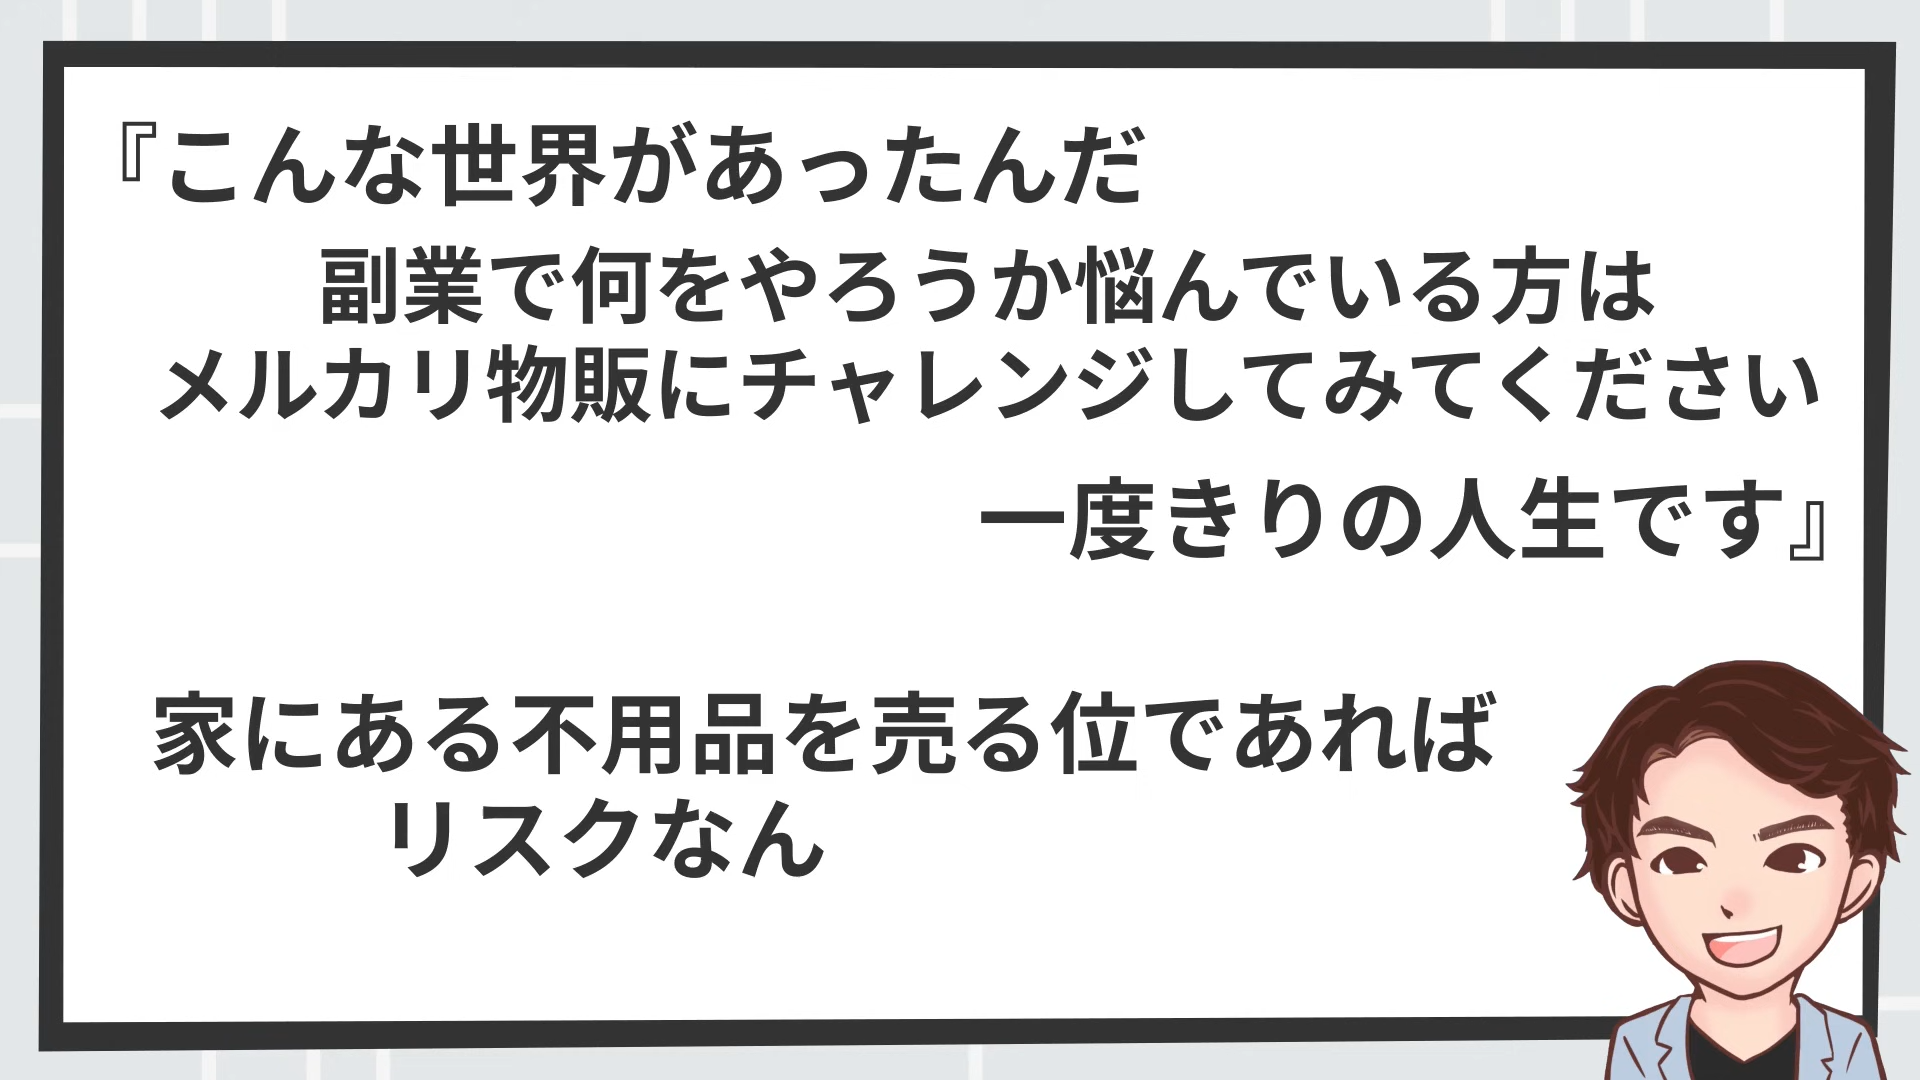 『こんな世界があったんだ
副業で何をやろうか悩んでいる方は
メルカリ物販にチャレンジしてみてください
一度きりの人生です』
家にある不用品を売る位であれば
リスクなん